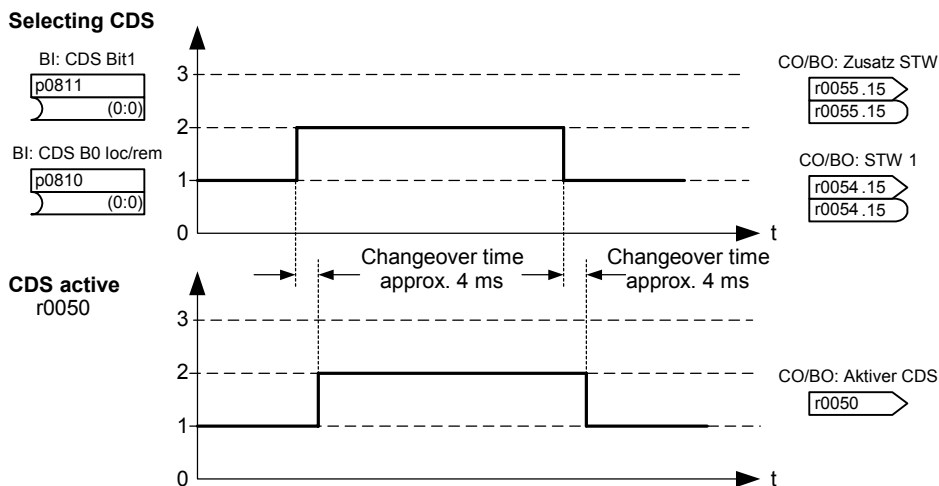 Selecting CDS
BI: CDS Bit1
p0811
(0:0)
BI: CDS B0 loc/rem
p0810
(0:0)
3
2
1
0
t
CO/BO: Zusatz STW
r0055 .15
r0055 .15
CO/BO: STW 1
r0054 .15
r0054 .15
Changeover time
approx. 4 ms
Changeover time
approx. 4 ms
CDS active
r0050
3
2
1
0
t
CO/BO: Aktiver CDS
r0050